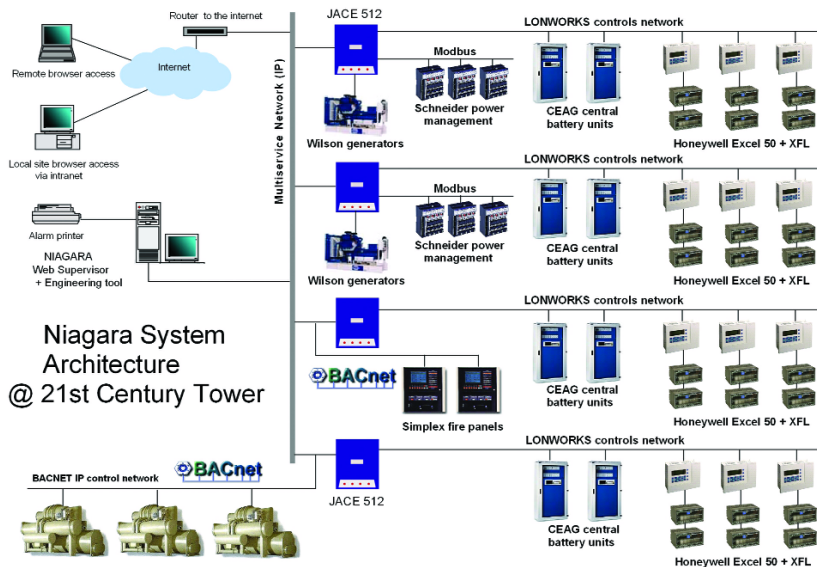 Router to the internet
Internet
Remote browser access
Local site browser access
via intranet
Alarm printer
NIAGARA
Web Supervisor
+ Engineering tool
Niagara System
Architecture
@ 21st Century Tower
Multiservice Network (IP)
JACE 512
LONWORKS controls network
Modbus
Wilson generators
Schneider power
management
CEAG central
battery units
Honeywell Excel 50 + XFL
LONWORKS controls network
Modbus
Wilson generators
Schneider power
management
CEAG central
battery units
Honeywell Excel 50 + XFL
LONWORKS controls network
BACnet
Simplex fire panels
CEAG central
battery units
Honeywell Excel 50 + XFL
LONWORKS controls network
BACNET IP control network
BACnet
JACE 512
CEAG central
battery units
Honeywell Excel 50 + XFL